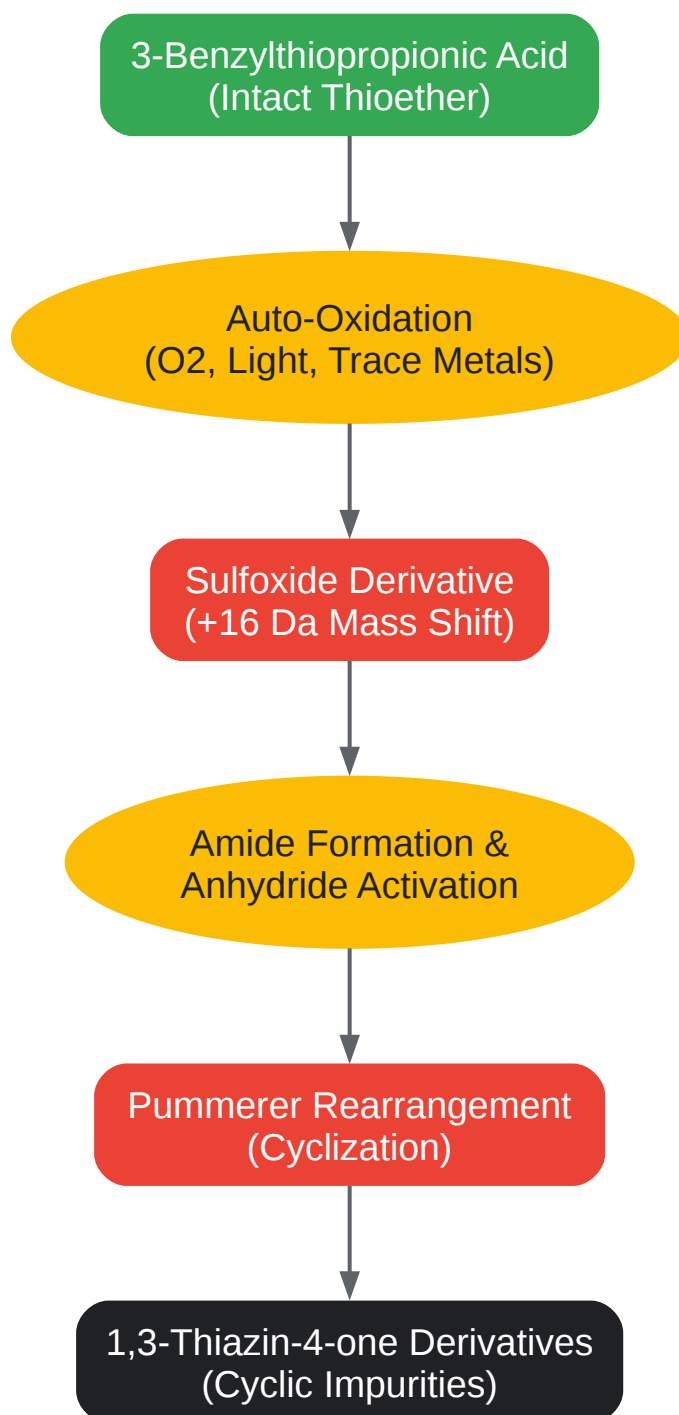 3-Benzylthiopropionic Acid
(Intact Thioether)
Auto-Oxidation
(O2, Light, Trace Metals)
Sulfoxide Derivative
(+16 Da Mass Shift)
Amide Formation &
Anhydride Activation
Pummerer Rearrangement
(Cyclization)
1,3-Thiazin-4-one Derivatives
(Cyclic Impurities)